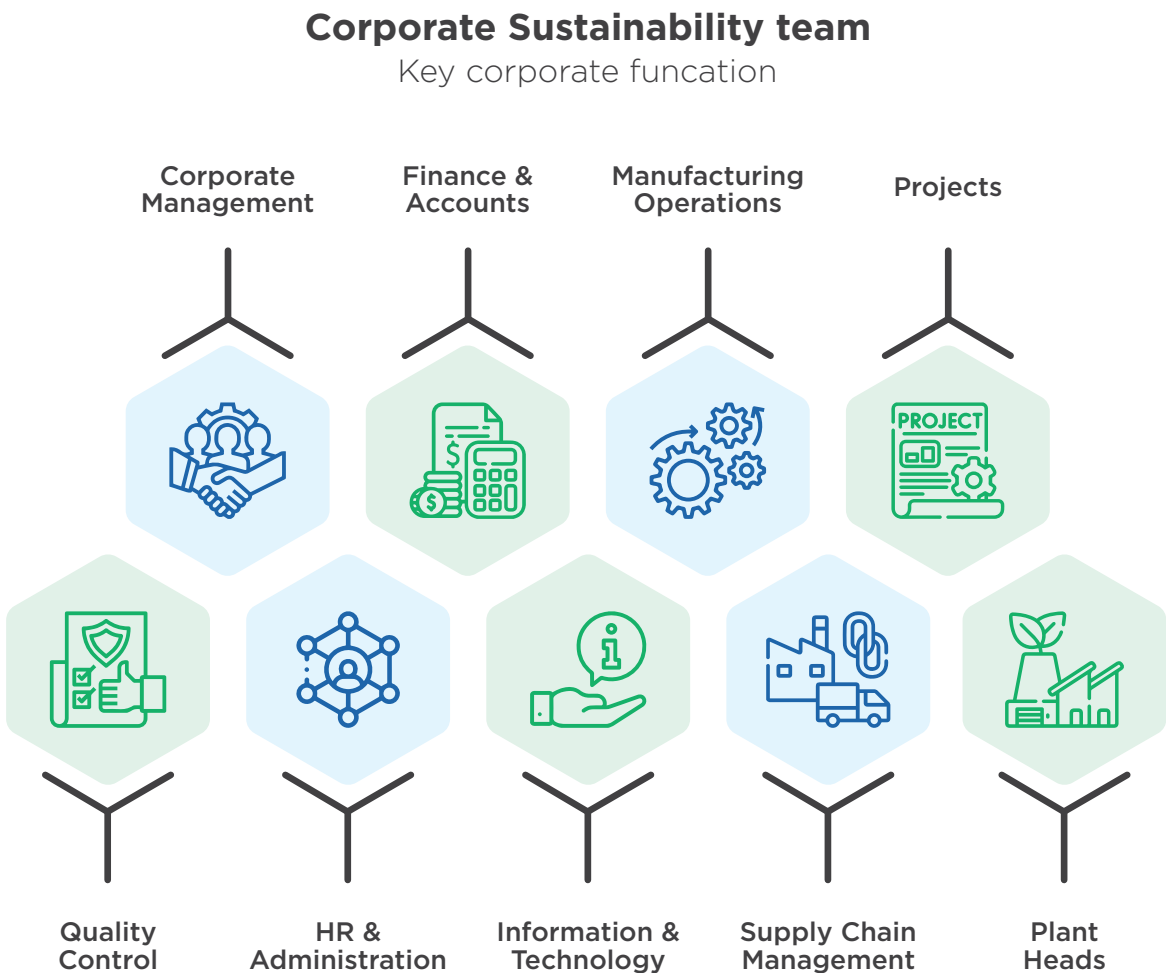 Corporate Sustainability team
Key corporate funcation
Corporate
Management
Finance &
Accounts
Manufacturing
Operations
Projects
$
$
PROJECT
i
Quality
Control
HR &
Administration
Information &
Technology
Supply Chain
Management
Plant
Heads